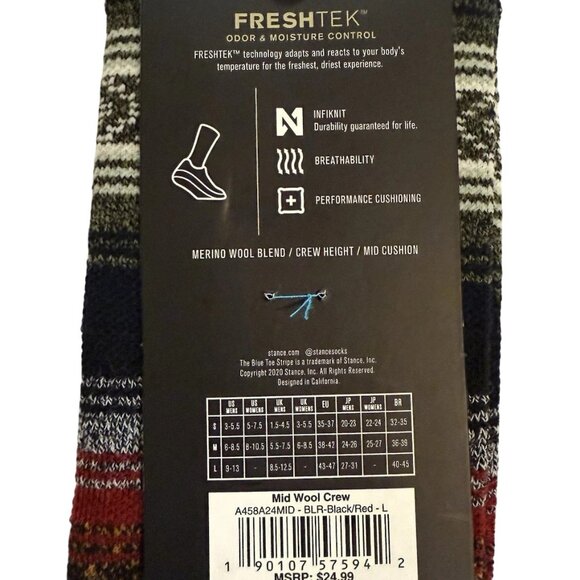 FRESHTEK™
ODOR & MOISTURE CONTROL
FRESHTEK™ technology adapts and reacts to your body's
temperature for the freshest, driest experience.
INFIKNIT
Durability guaranteed for life.
BREATHABILITY
PERFORMANCE CUSHIONING
MERINO WOOL BLEND / CREW HEIGHT / MID CUSHION
stance.com @stancesocks
The Blue Toe Stripe is a trademark of Stance, Inc.
Copyright 2020 Stance, Inc. All Rights Reserved.
Designed in California.
US MENS US WOMENS UK MENS UK WOMENS EU JP MENS JP WOMENS BR
S 3-5.5 5-7.5 1.5-4.5 3-5.5 35-37 20-23 22-24 32-35
M 6-8.5 8-10.5 5.5-7.5 6-8.5 38-42 24-26 25-27 36-39
L 9-13 - 8.5-12.5 - 43-47 27-31 - 40-45
Mid Wool Crew
A458A24MID - BLR-Black/Red - L
1 90107 57594 2
MSRP: $24.99